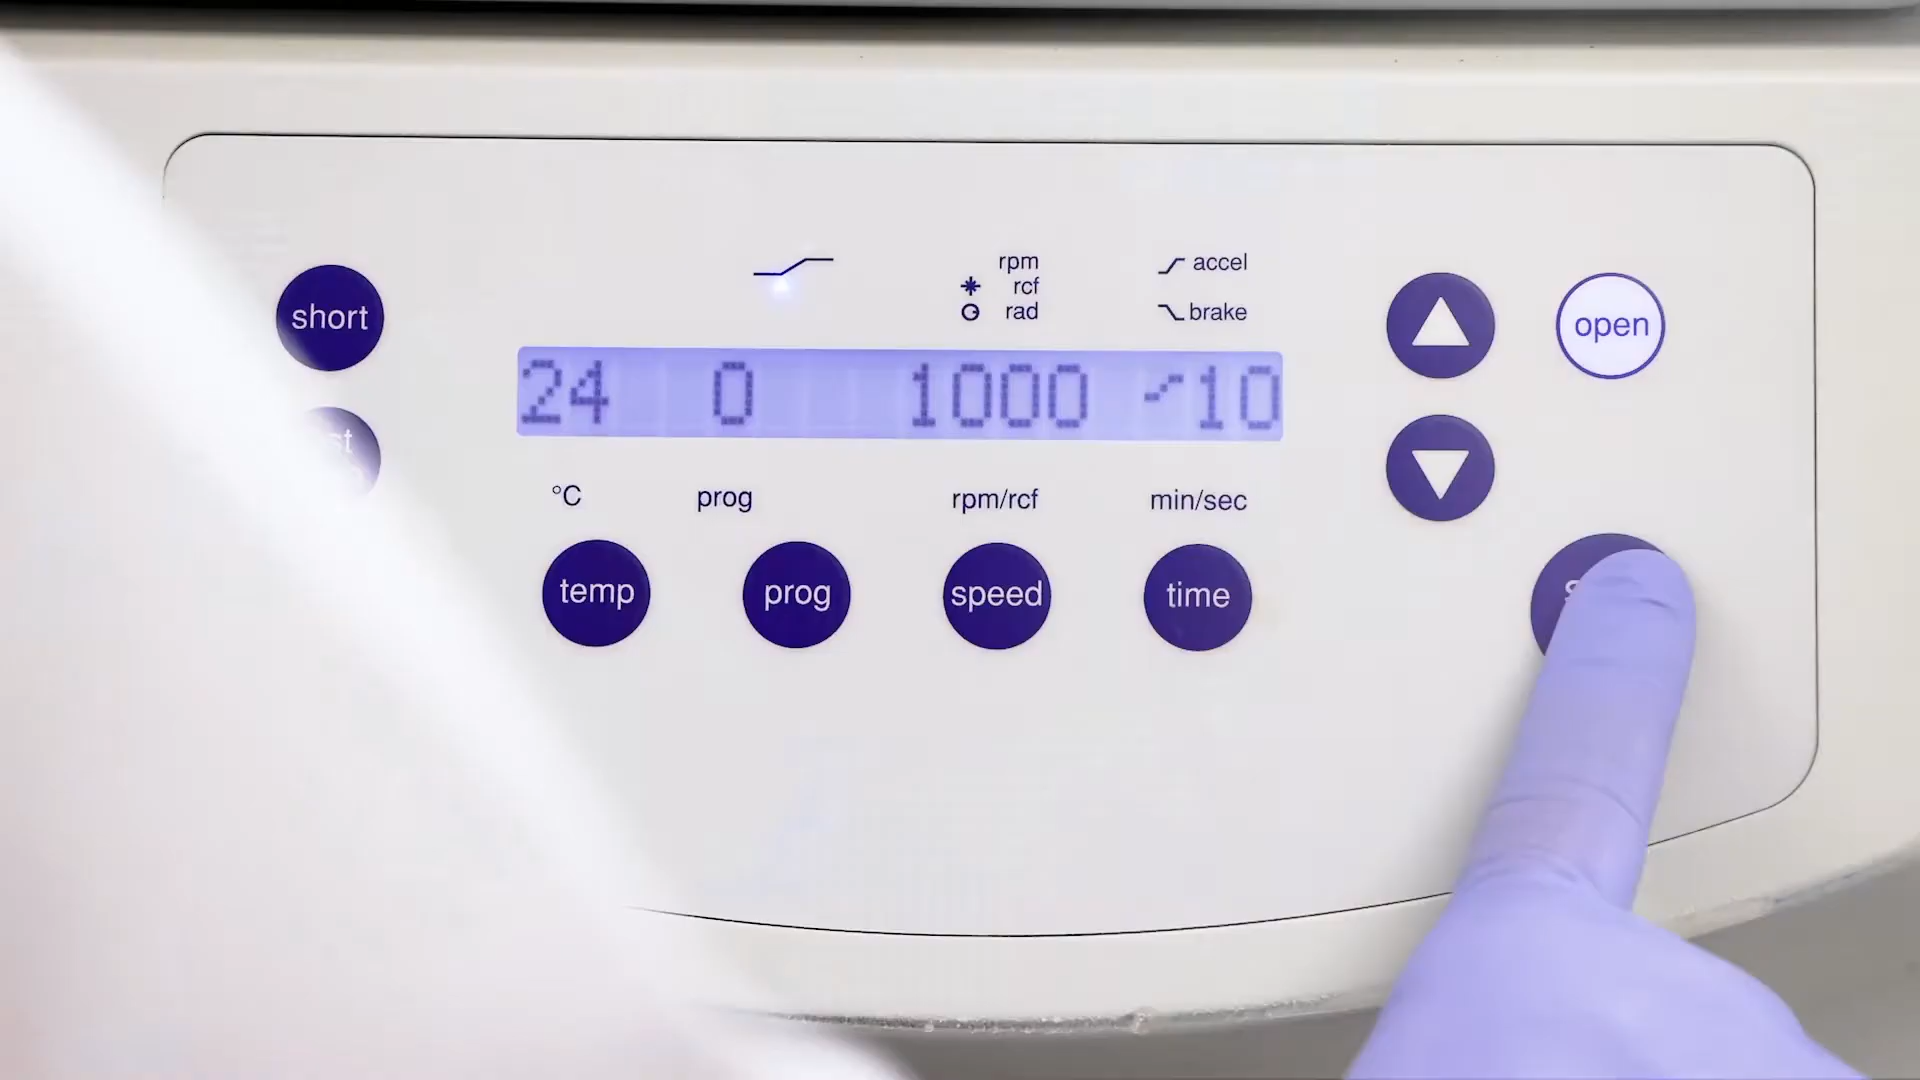 short
rpm
rcf
rad
accel
brake
open
24 0 1000 10
°C prog rpm/rcf min/sec
temp prog speed time